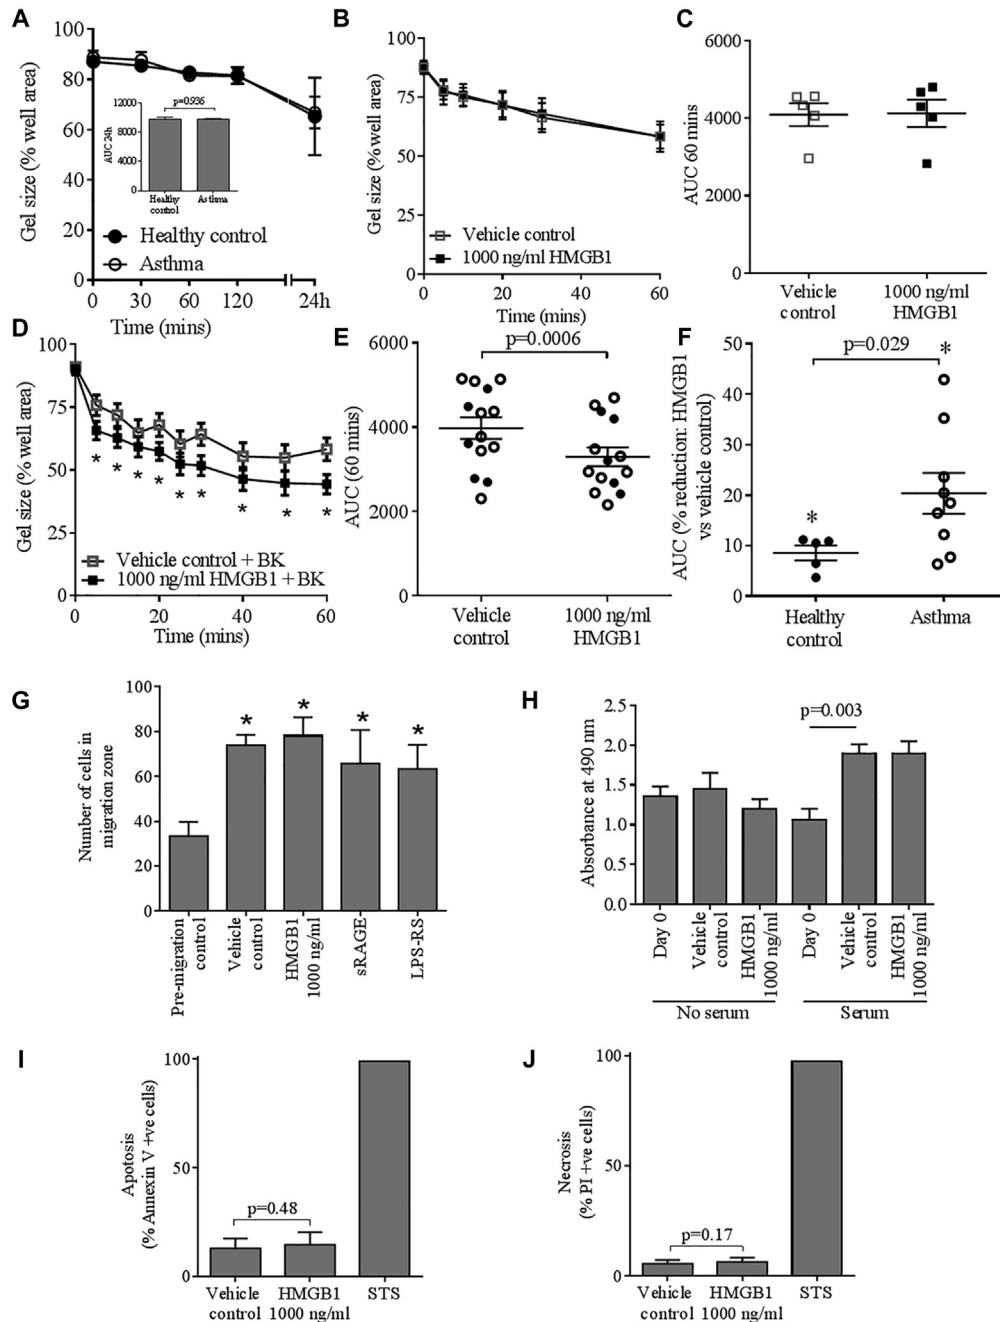 A
Gel size (% well area)
100
80
60
40
20
0
12000
8000
4000
0
AUC 24h
p=0.936
Healthy
control
Asthma
Healthy control
Asthma
0
30
60
120
24h
Time (mins)
B
Gel size (% well area)
100
75
50
25
0
Vehicle control
1000 ng/ml HMGB1
0
20
40
60
Time (mins)
C
AUC 60 mins
6000
4000
2000
0
Vehicle
control
1000 ng/ml
HMGB1
D
Gel size (% well area)
100
75
50
25
0
* * * * * * * * *
Vehicle control + BK
1000 ng/ml HMGB1 + BK
0
20
40
60
Time (mins)
E
AUC (60 mins)
6000
4000
2000
0
p=0.0006
Vehicle
control
1000 ng/ml
HMGB1
F
AUC (% reduction: HMGB1
vs vehicle control)
50
40
30
20
10
0
p=0.029
*
*
Healthy
control
Asthma
G
Number of cells in
migration zone
100
80
60
40
20
0
* * * *
Pre-migration
control
Vehicle
control
HMGB1
1000 ng/ml
sRAGE
LPS-RS
H
Absorbance at 490 nm
2.5
2.0
1.5
1.0
0.5
0.0
p=0.003
Day 0
Vehicle
control
HMGB1
1000 ng/ml
Day 0
Vehicle
control
HMGB1
1000 ng/ml
No serum
Serum
I
Apotosis
(% Annexin V +ve cells)
100
50
0
p=0.48
Vehicle
control
HMGB1
1000 ng/ml
STS
J
Necrosis
(% PI +ve cells)
100
50
0
p=0.17
Vehicle
control
HMGB1
1000 ng/ml
STS